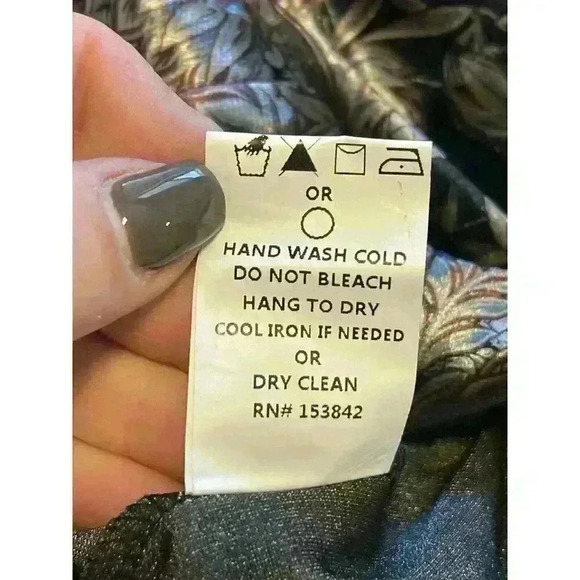 OR
HAND WASH COLD
DO NOT BLEACH
HANG TO DRY
COOL IRON IF NEEDED
OR
DRY CLEAN
RN# 153842